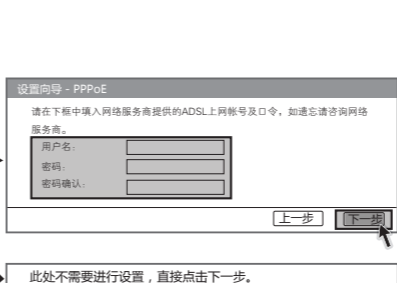 设置向导 - PPPoE
请在下框中填入网络服务商提供的ADSL上网帐号及口令，如遗忘请咨询网络
服务商。
用户名：
密码：
密码确认：
上一步 下一步
此处不需要进行设置，直接点击下一步。